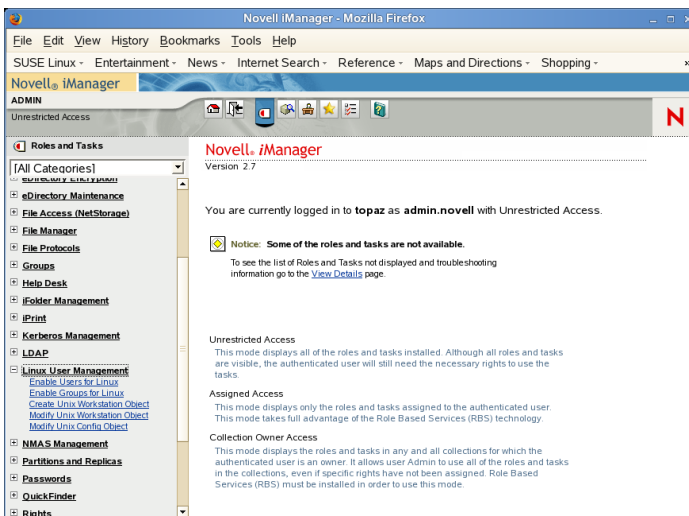 Novell iManager - Mozilla Firefox
File Edit View History Bookmarks Tools Help
SUSE Linux Entertainment News Internet Search Reference Maps and Directions Shopping »
Novell® iManager
ADMIN
Unrestricted Access
N
Roles and Tasks
[All Categories]
eDirectory Encryption
eDirectory Maintenance
File Access (NetStorage)
File Manager
File Protocols
Groups
Help Desk
iFolder Management
iPrint
Kerberos Management
LDAP
Linux User Management
Enable Users for Linux
Enable Groups for Linux
Create Unix Workstation Object
Modify Unix Workstation Object
Modify Unix Config Object
NMAS Management
Partitions and Replicas
Passwords
QuickFinder
Rights
Novell® iManager
Version 2.7
You are currently logged in to topaz as admin.novell with Unrestricted Access.
Notice: Some of the roles and tasks are not available.
To see the list of Roles and Tasks not displayed and troubleshooting
information go to the View Details page.
Unrestricted Access
This mode displays all of the roles and tasks installed. Although all roles and tasks
are visible, the authenticated user will still need the necessary rights to use the
tasks.
Assigned Access
This mode displays only the roles and tasks assigned to the authenticated user.
This mode takes full advantage of the Role Based Services (RBS) technology.
Collection Owner Access
This mode displays the roles and tasks in any and all collections for which the
authenticated user is an owner. It allows user Admin to use all of the roles and tasks
in the collections, even if specific rights have not been assigned. Role Based
Services (RBS) must be installed in order to use this mode.